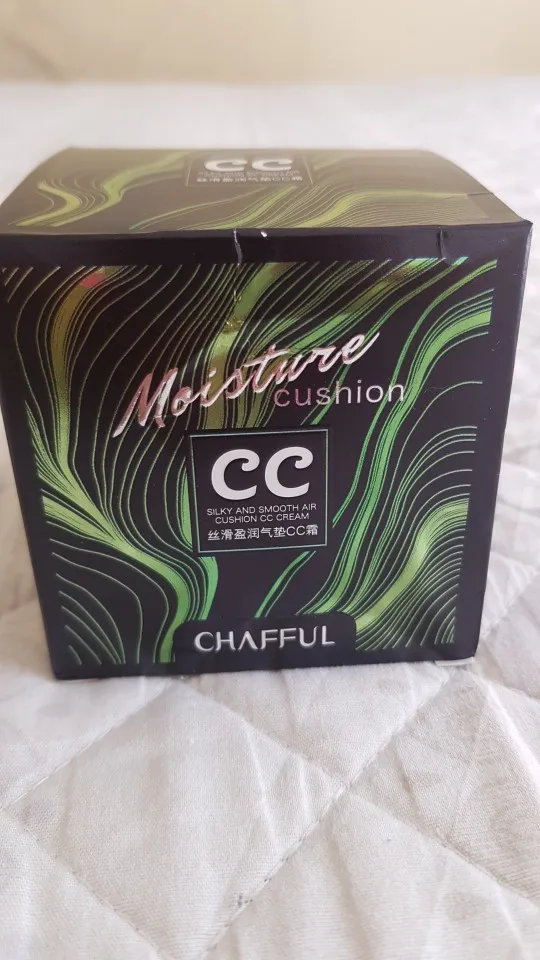 CC
Moisture
cushion
CC
SILKY AND SMOOTH AIR
CUSHION CC CREAM
丝滑盈润气垫CC霜
CHAFFUL